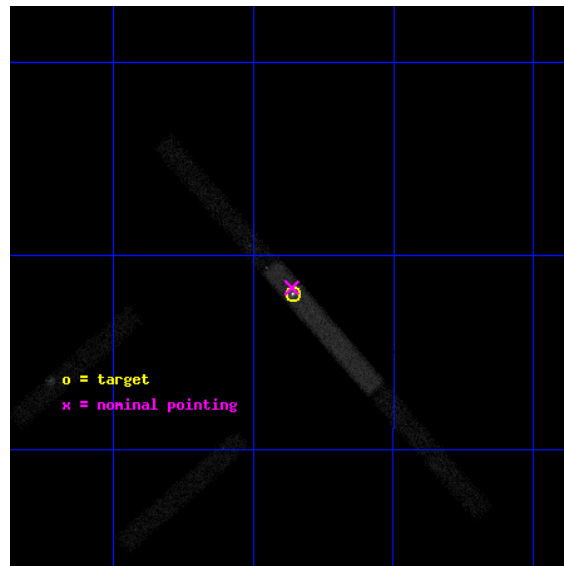 o = target
x = nominal pointing